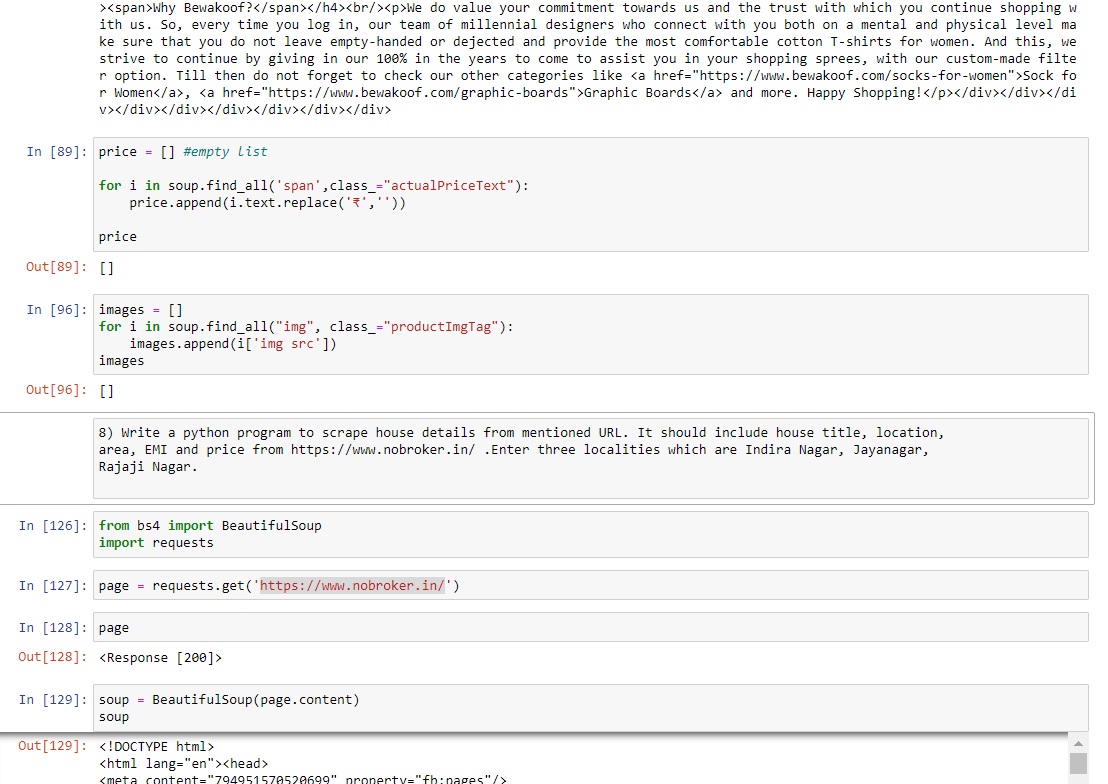 ><span>Why Bewakoof?</span></h4><br/><p>We do value your commitment towards us and the trust with which you continue shopping w
ith us. So, every time you log in, our team of millennial designers who connect with you both on a mental and physical level ma
ke sure that you do not leave empty-handed or dejected and provide the most comfortable cotton T-shirts for women. And this, we
strive to continue by giving in our 100% in the years to come to assist you in your shopping sprees, with our custom-made filte
r option. Till then do not forget to check our other categories like <a href="https://www.bewakoof.com/socks-for-women">Sock fo
r Women</a>, <a href="https://www.bewakoof.com/graphic-boards">Graphic Boards</a> and more. Happy Shopping!</p></div></div></di
v></div></div></div></div></div></div>
In [89]: price = [] #empty list
for i in soup.find_all('span',class_="actualPriceText"):
    price.append(i.text.replace('₹',''))
price
Out[89]: []
In [96]: images = []
for i in soup.find_all("img", class_="productImgTag"):
    images.append(i['img src'])
images
Out[96]: []
8) Write a python program to scrape house details from mentioned URL. It should include house title, location,
area, EMI and price from https://www.nobroker.in/ .Enter three localities which are Indira Nagar, Jayanagar,
Rajaji Nagar.
In [126]: from bs4 import BeautifulSoup
import requests
In [127]: page = requests.get('https://www.nobroker.in/')
In [128]: page
Out[128]: <Response [200]>
In [129]: soup = BeautifulSoup(page.content)
soup
Out[129]: <!DOCTYPE html>
<html lang="en"><head>
<meta content="794951570520699" property="fb:pages"/>